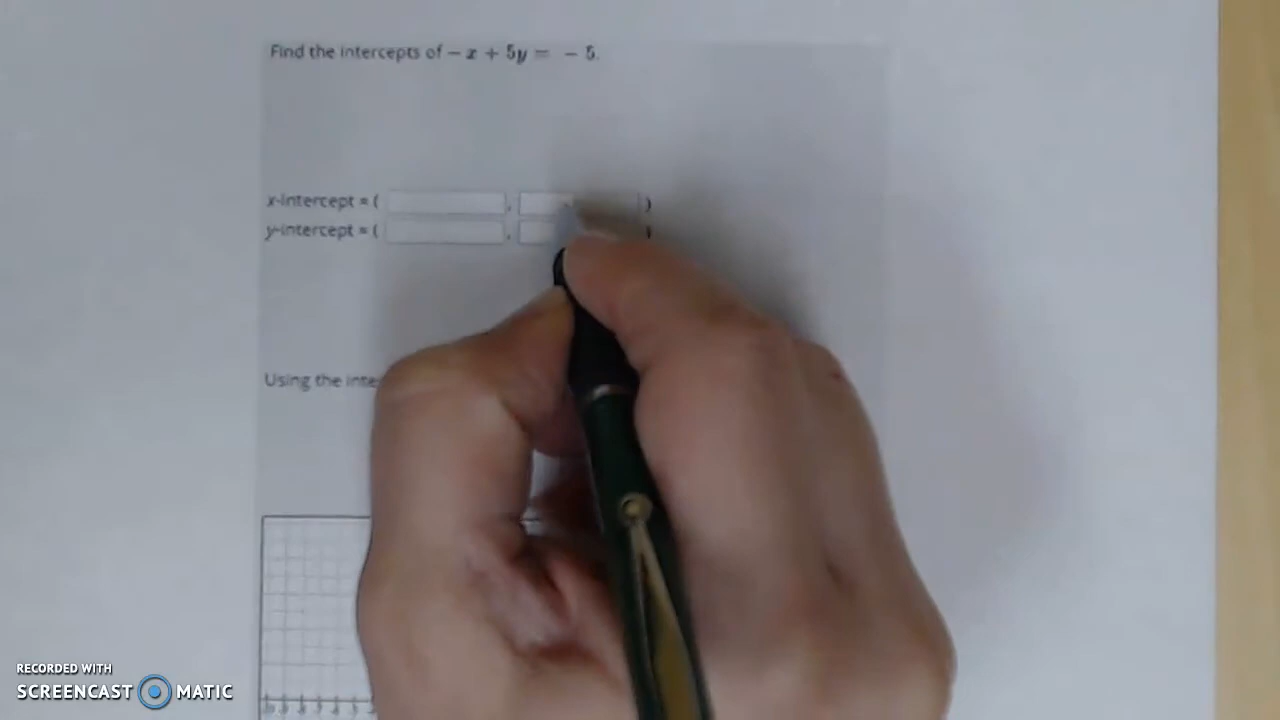 Find the intercepts of − x + 5y = − 5.
x-intercept = ( , )
y-intercept = ( , )
Using the inte
RECORDED WITH
SCREENCAST MATIC